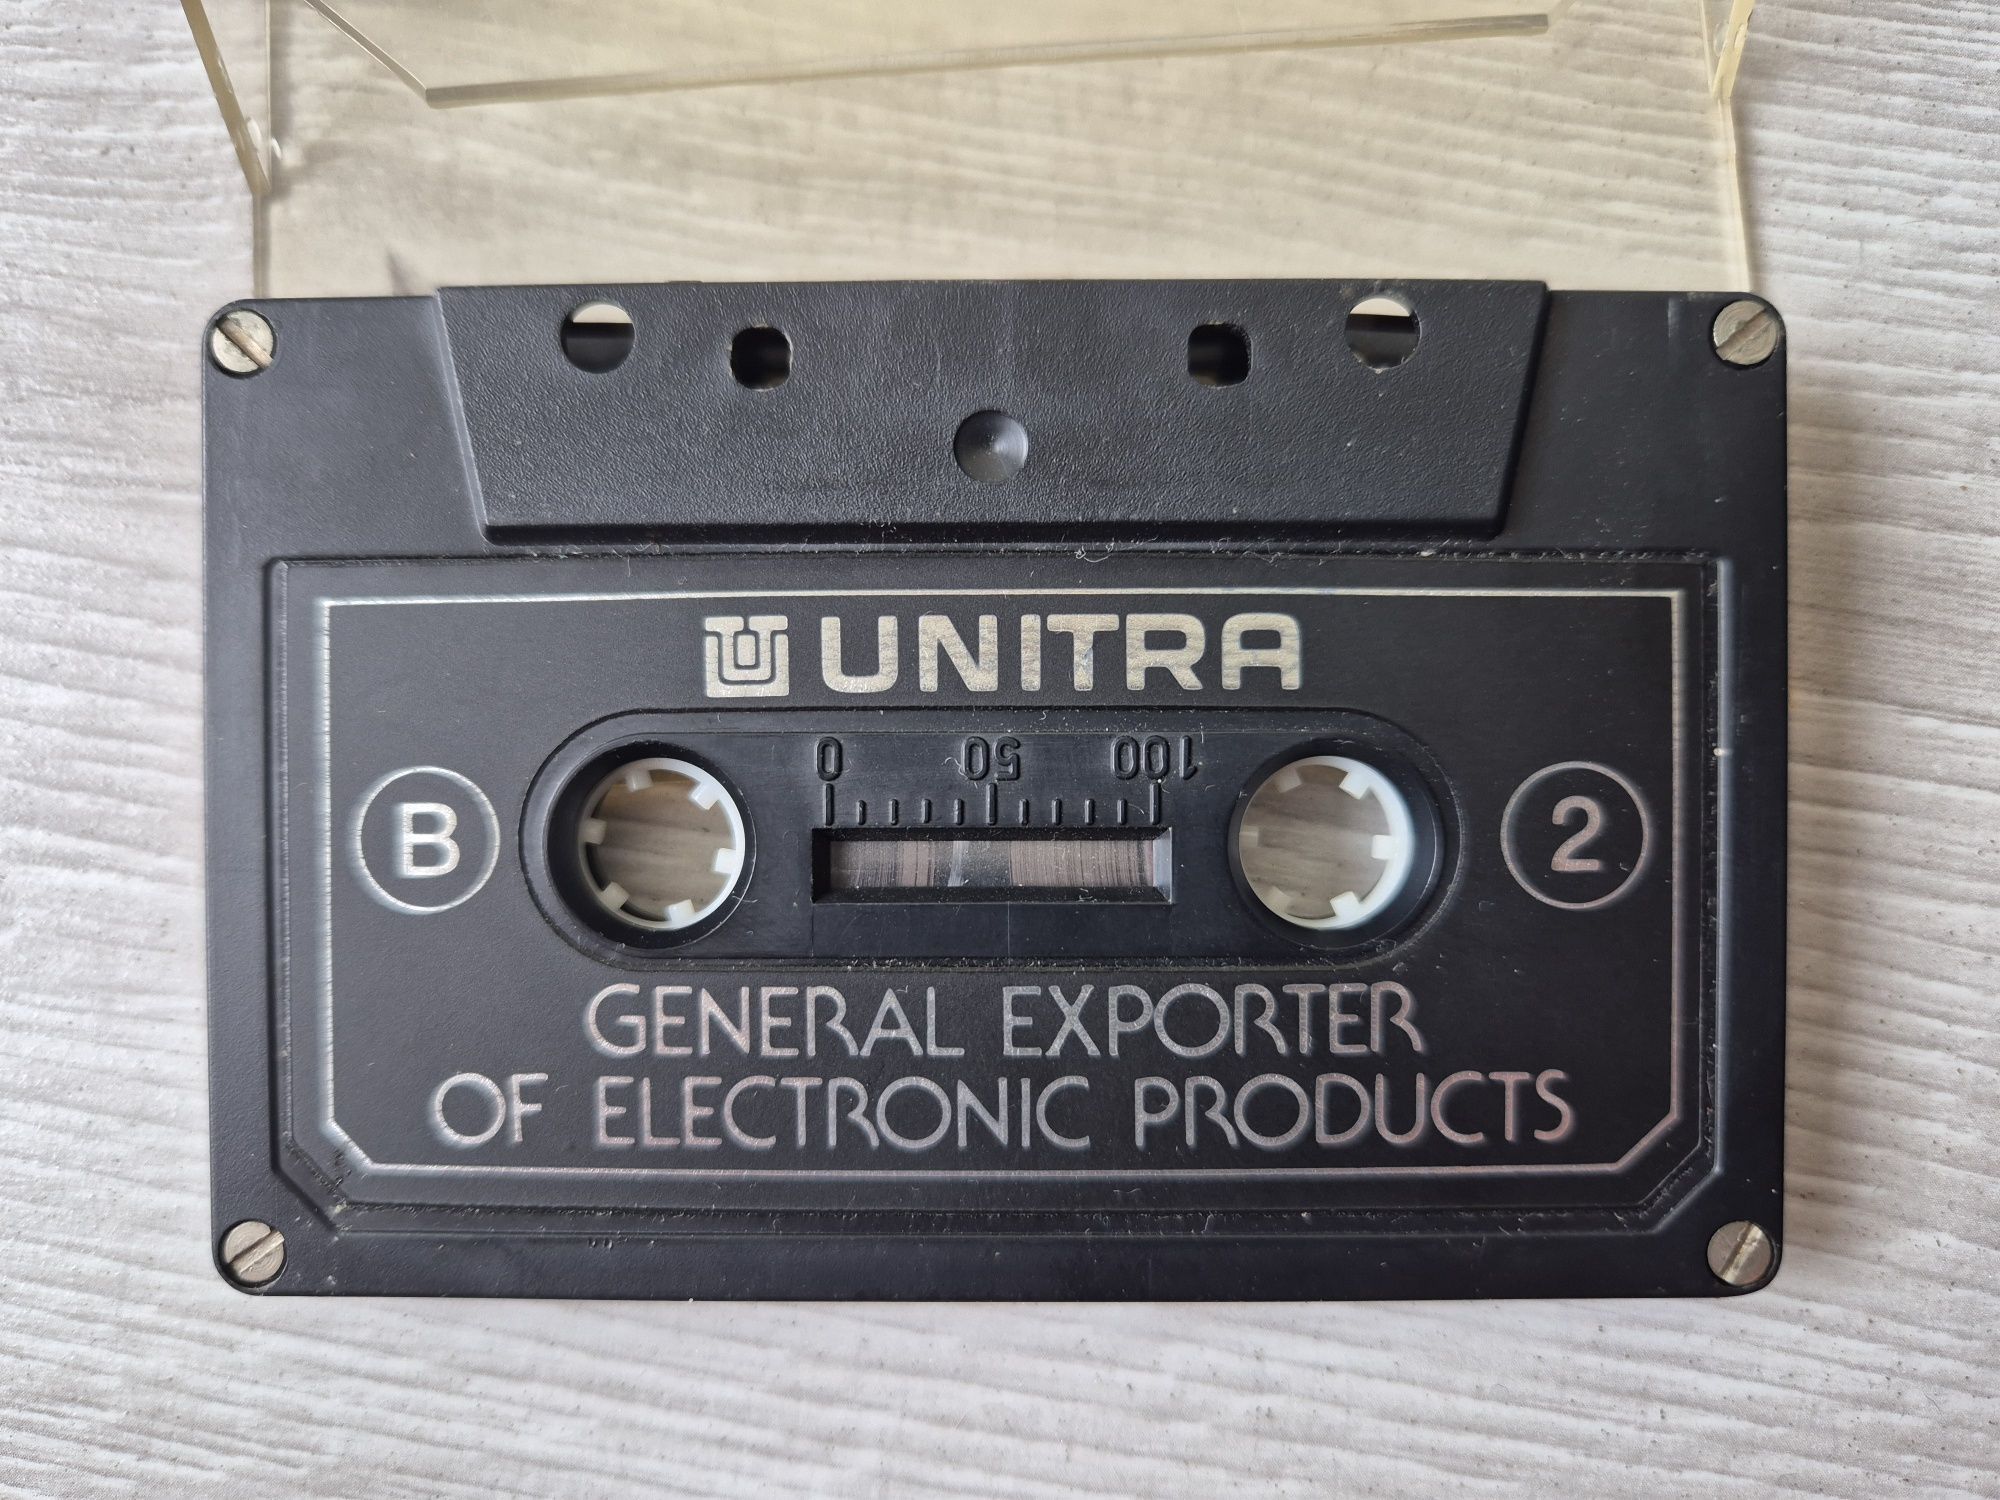 UNITRA
0 50 100
B 2
GENERAL EXPORTER
OF ELECTRONIC PRODUCTS